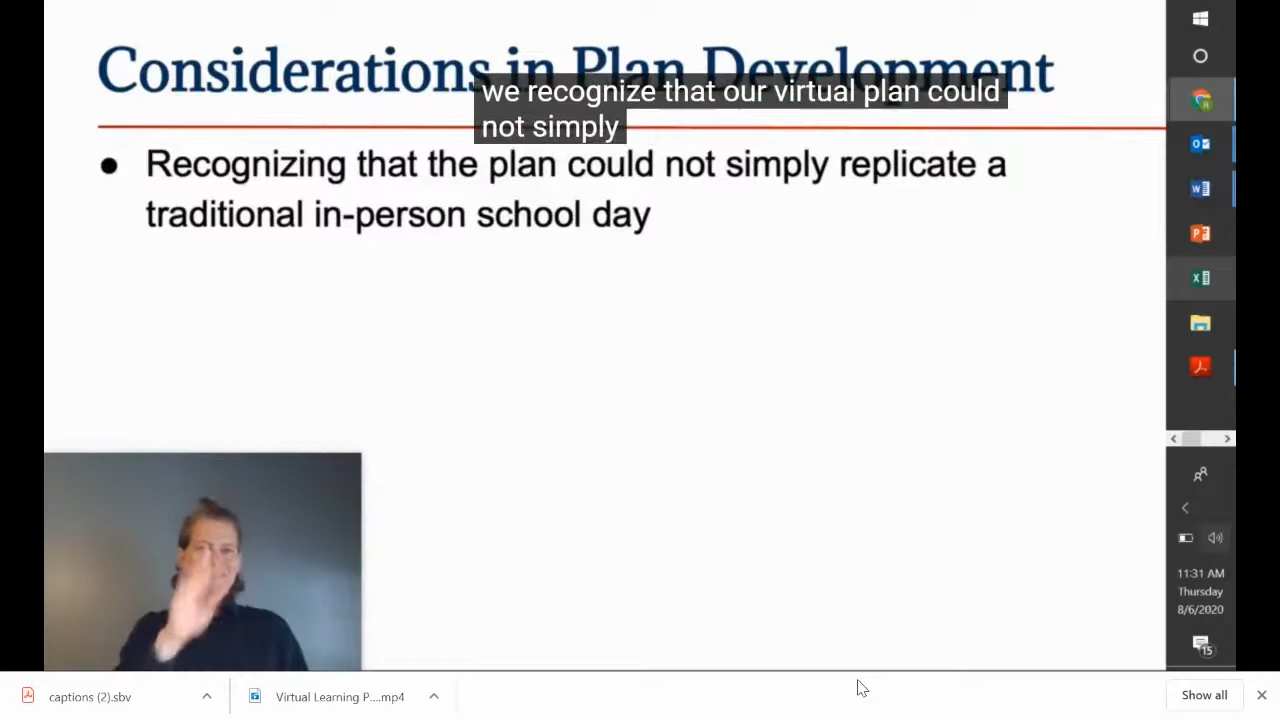 Considerations in Plan Development
we recognize that our virtual plan could
not simply
● Recognizing that the plan could not simply replicate a
traditional in-person school day
11:31 AM
Thursday
8/6/2020
15
captions (2).sbv
Virtual Learning P....mp4
Show all